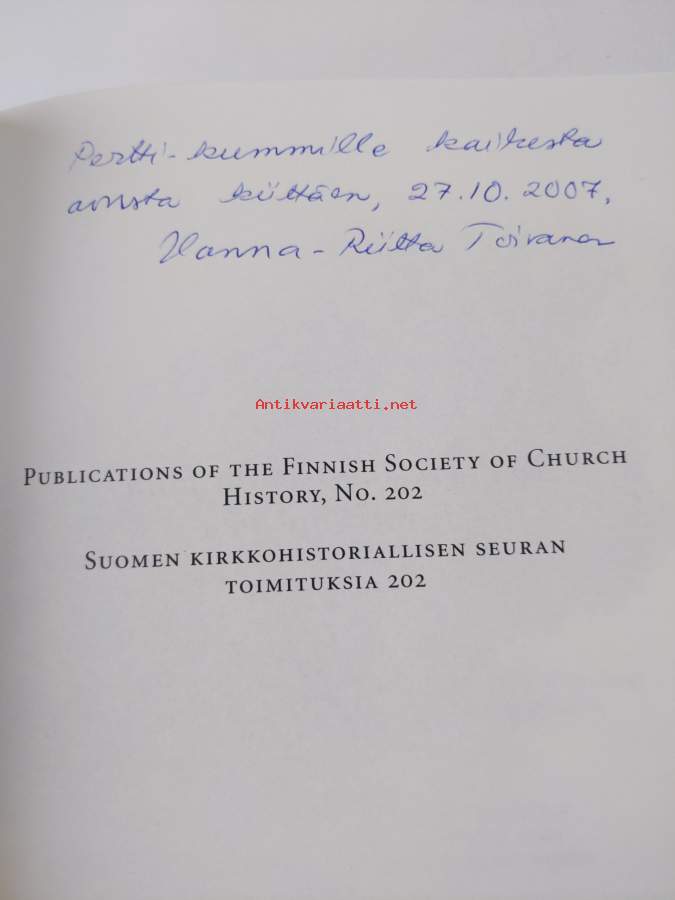 Pertti-kummille kaikesta
avusta kiittäen, 27.10.2007,
Hanna-Riitta Toivanen
Antikvariaatti.net
PUBLICATIONS OF THE FINNISH SOCIETY OF CHURCH
HISTORY, NO. 202
SUOMEN KIRKKOHISTORIALLISEN SEURAN
TOIMITUKSIA 202